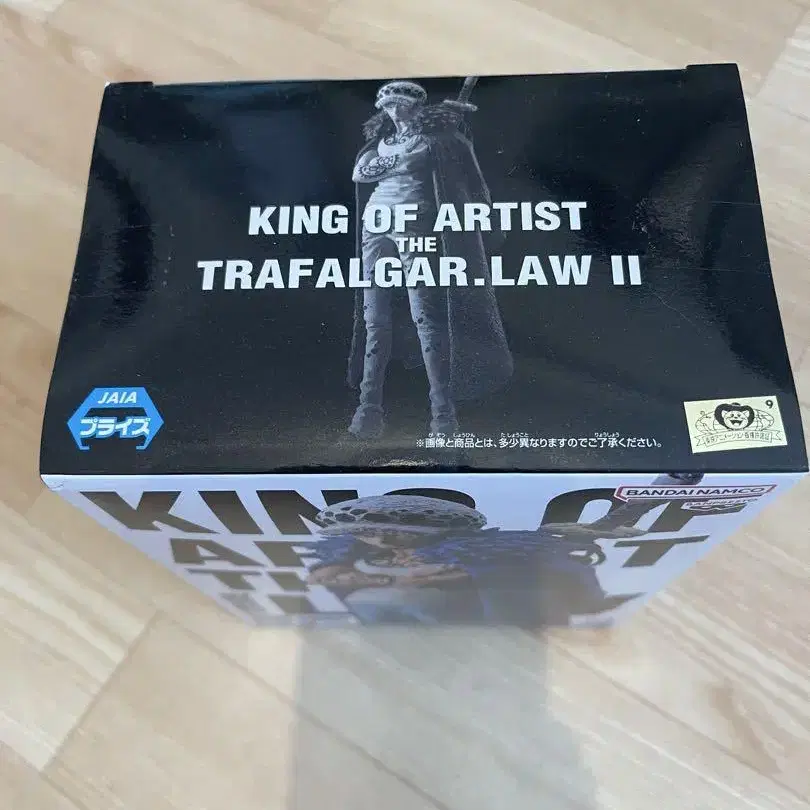 KING OF ARTIST
THE
TRAFALGAR.LAW II
JAIA
プライズ
※画像と商品とは、多少異なりますのでご了承ください。
9
KING OF
BANDAI NAMCO